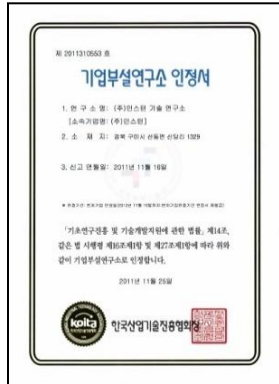 제 2011310553 호
기업부설연구소 인정서
1. 연 구 소 명: (주)인스턴 기술 연구소
[소속기업명: (주)인스턴]
2. 소 재 지: 경북 구미시 산동면 신당리 1329
3. 신고 연월일: 2011년 11월 16일
「기초연구진흥 및 기술개발지원에 관한 법률」 제14조,
같은 법 시행령 제16조제1항 및 제27조제1항에 따라 위와
같이 기업부설연구소로 인정합니다.
2011년 11월 25일
koita
한국산업기술진흥협회장